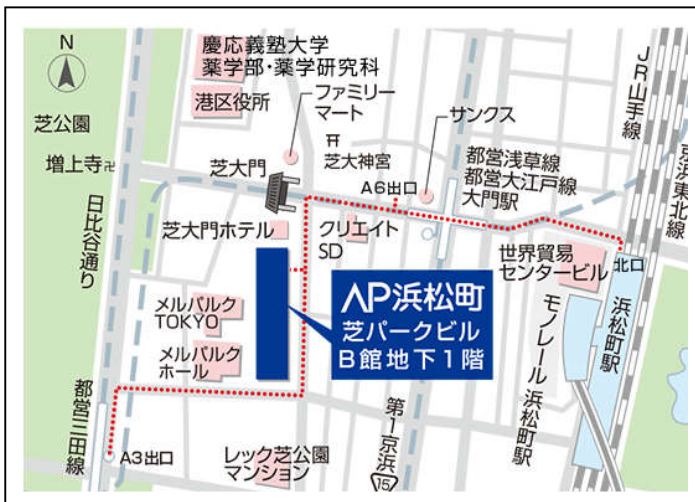 N
慶応義塾大学
薬学部・薬学研究科
港区役所
ファミリー
マート
サンクス
芝公園
増上寺卍
芝大門
芝大神宮
A6出口
都営浅草線
都営大江戸線
大門駅
JR山手線
京浜東北線
日比谷通り
芝大門ホテル
クリエイト
SD
世界貿易
センタービル
北口
AP浜松町
芝パークビル
B館地下1階
メルパルク
TOKYO
メルパルク
ホール
モノレール浜松町駅
浜松町駅
都営三田線
A3出口
レック芝公園
マンション
第1京浜
15